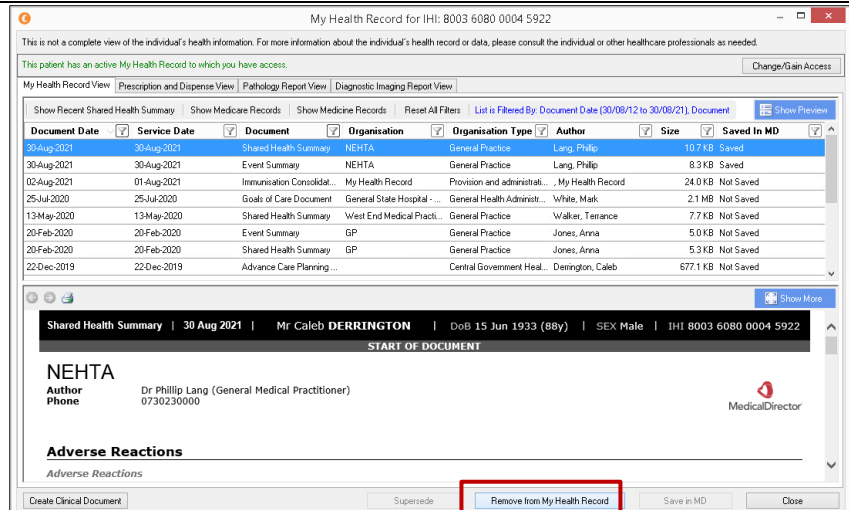 My Health Record for IHI: 8003 6080 0004 5922
This is not a complete view of the individual's health information. For more information about the individual's health record or data, please consult the individual or other healthcare professionals as needed.
This patient has an active My Health Record to which you have access. Change/Gain Access
My Health Record View Prescription and Dispense View Pathology Report View Diagnostic Imaging Report View
Show Recent Shared Health Summary Show Medicare Records Show Medicine Records Reset All Filters List is Filtered By: Document Date (30/08/12 to 30/08/21), Document Show Preview
Document Date Service Date Document Organisation Organisation Type Author Size Saved In MD
30-Aug-2021 30-Aug-2021 Shared Health Summary NEHTA General Practice Lang, Phillip 10.7 KB Saved
30-Aug-2021 30-Aug-2021 Event Summary NEHTA General Practice Lang, Phillip 8.3 KB Saved
02-Aug-2021 01-Aug-2021 Immunisation Consolidat... My Health Record Provision and administrati... , My Health Record 24.0 KB Not Saved
25-Jul-2020 25-Jul-2020 Goals of Care Document General State Hospital - ... General Health Administr... White, Mark 2.1 MB Not Saved
13-May-2020 13-May-2020 Shared Health Summary West End Medical Practi... General Practice Walker, Terrance 7.7 KB Not Saved
20-Feb-2020 20-Feb-2020 Event Summary GP General Practice Jones, Anna 5.0 KB Not Saved
20-Feb-2020 20-Feb-2020 Shared Health Summary GP General Practice Jones, Anna 5.3 KB Not Saved
22-Dec-2019 22-Dec-2019 Advance Care Planning ... Central Government Heal... Derrington, Caleb 677.1 KB Not Saved
Show More
Shared Health Summary | 30 Aug 2021 | Mr Caleb DERRINGTON | DoB 15 Jun 1933 (88y) | SEX Male | IHI 8003 6080 0004 5922
START OF DOCUMENT
NEHTA
Author Dr Phillip Lang (General Medical Practitioner)
Phone 0730230000
MedicalDirector
Adverse Reactions
Adverse Reactions
Create Clinical Document Supersede Remove from My Health Record Save in MD Close